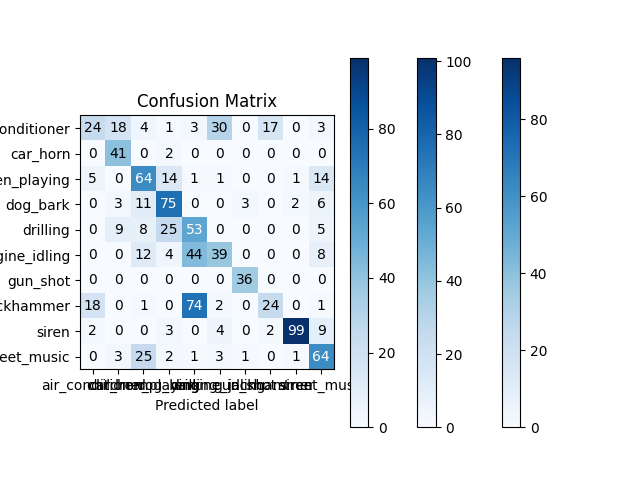 Confusion Matrix
onditioner 24 18 4 1 3 30 0 17 0 3
car_horn 0 41 0 2 0 0 0 0 0 0
en_playing 5 0 64 14 1 1 0 0 1 14
dog_bark 0 3 11 75 0 0 3 0 2 6
drilling 0 9 8 25 53 0 0 0 0 5
gine_idling 0 0 12 4 44 39 0 0 0 8
gun_shot 0 0 0 0 0 0 36 0 0 0
ckhammer 18 0 1 0 74 2 0 24 0 1
siren 2 0 0 3 0 4 0 2 99 9
eet_music 0 3 25 2 1 3 1 0 1 64
Predicted label
80
60
40
20
0
100
80
60
40
20
0
80
60
40
20
0